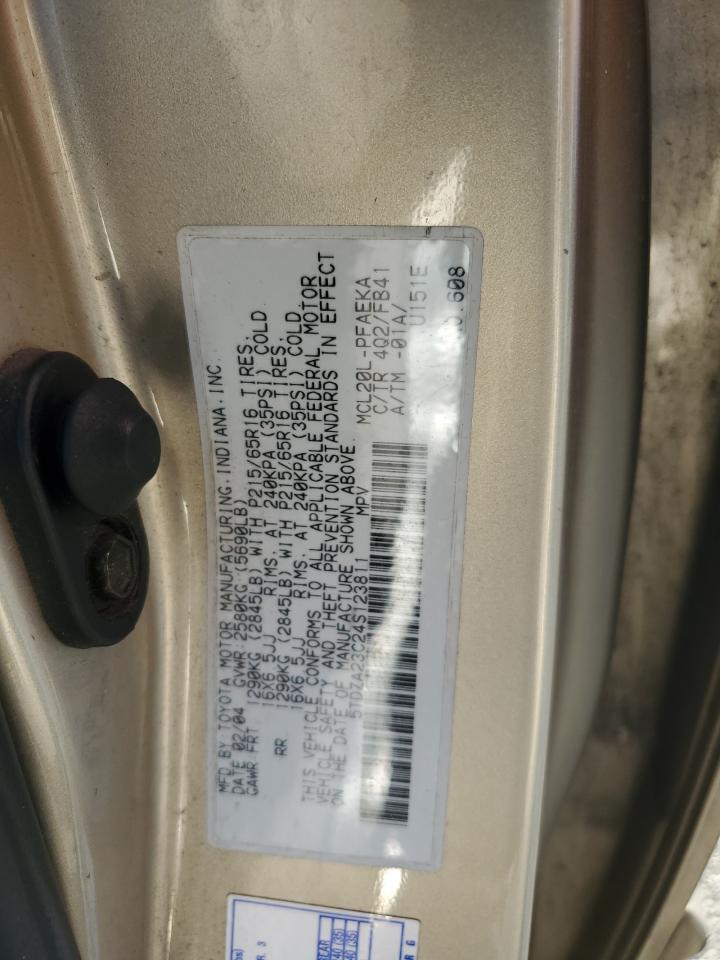 MFD BY TOYOTA MOTOR MANUFACTURING,INDIANA,INC.
DATE 02/04 GVWR:2580KG(5690LB)
GAWR FRT 1290KG (2845LB) WITH P215/65R16 TIRES,
16X6.5JJ RIMS, AT 240KPA (35PSI) COLD
RR 1290KG (2845LB) WITH P215/65R16 TIRES,
16X6.5JJ RIMS, AT 240KPA (35PSI) COLD
THIS VEHICLE CONFORMS TO ALL APPLICABLE FEDERAL MOTOR
VEHICLE SAFETY AND THEFT PREVENTION STANDARDS IN EFFECT
ON THE DATE OF MANUFACTURE SHOWN ABOVE.
5TDZA23C24S123811 MPV
MCL20L-PFAEKA
C/TR 4Q2/FB41
A/TM -01A/
U151E
608